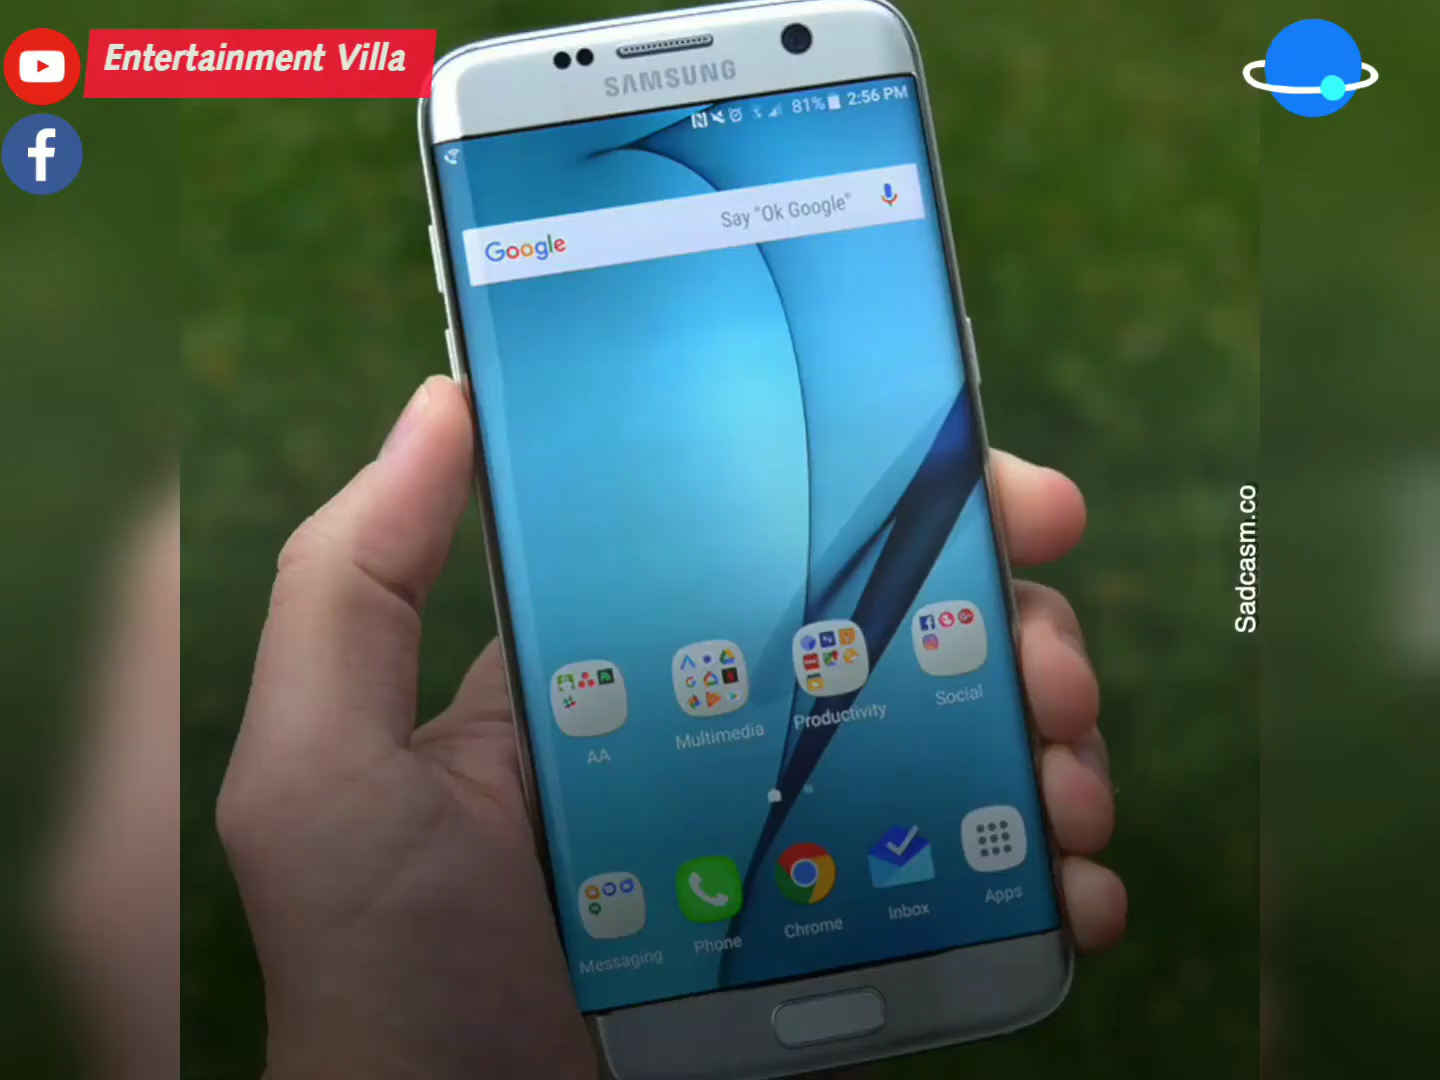 Entertainment Villa
SAMSUNG
81% 2:56 PM
Google
Say "Ok Google"
AA
Multimedia
Productivity
Social
Messaging
Phone
Chrome
Inbox
Apps
Sadcasm.co